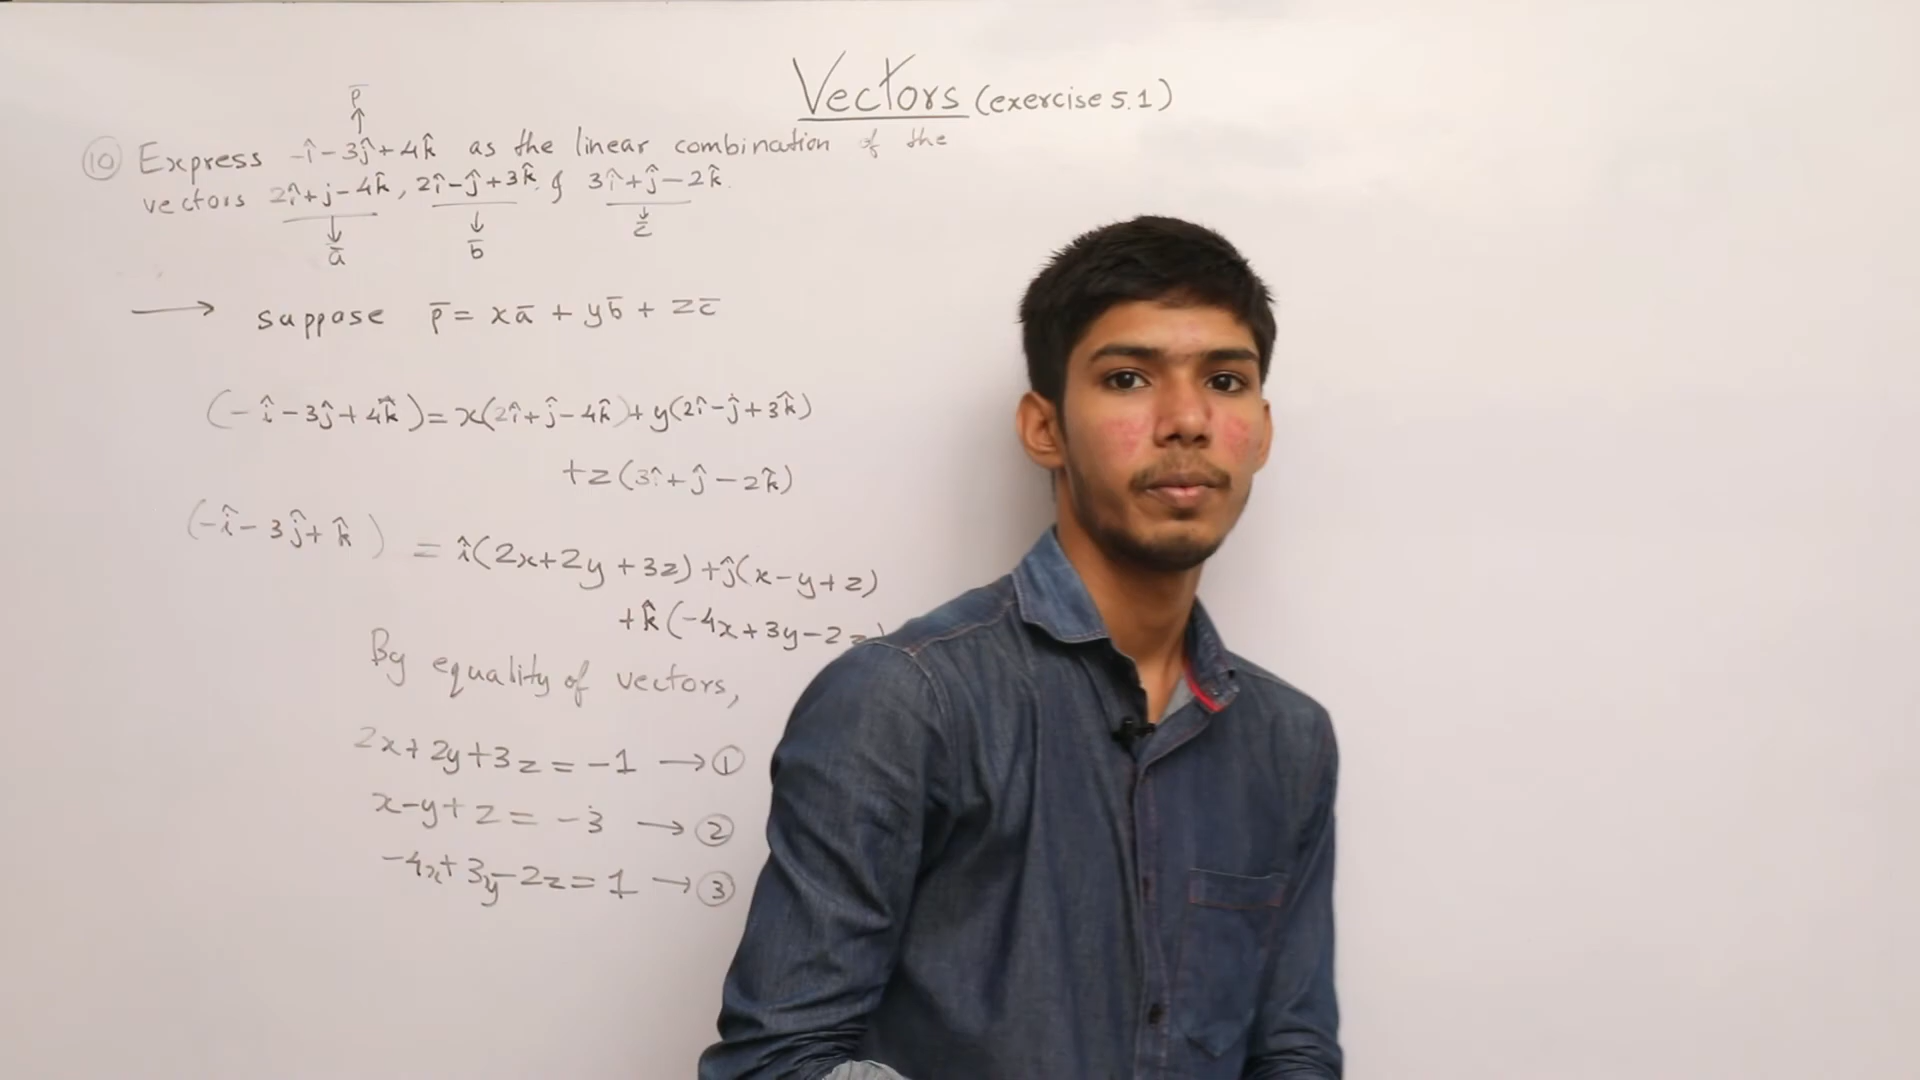 Vectors (exercise 5.1)
p̅
↑
⑩ Express -î-3ĵ+4k̂ as the linear combination of the
vectors 2î+j-4k̂, 2î-ĵ+3k̂ & 3î+ĵ-2k̂.
↓ ↓ ↓
a̅ b̅ c̅
→ suppose p̅ = xa̅ + yb̅ + zc̅
(-î-3ĵ+4k̂) = x(2î+ĵ-4k̂) + y(2î-ĵ+3k̂)
+z(3î+ĵ-2k̂)
(-î-3ĵ+k̂) = î(2x+2y+3z)+ĵ(x-y+z)
+k̂(-4x+3y-2z)
By equality of vectors,
2x+2y+3z = -1 → ①
x-y+z = -3 → ②
-4x+3y-2z = 1 → ③